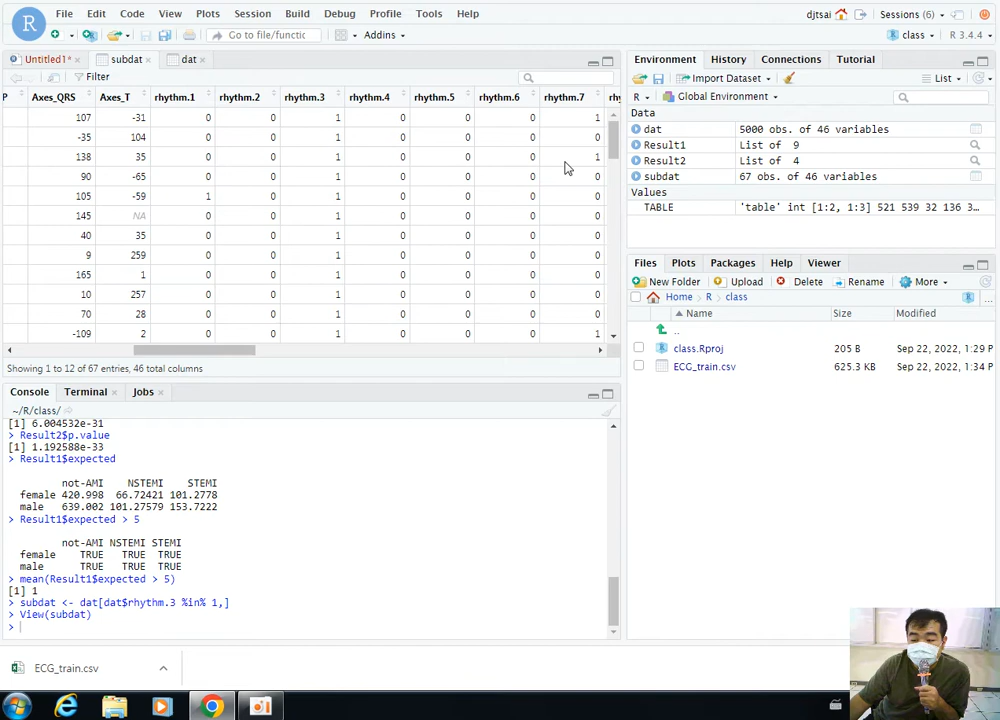 R File Edit Code View Plots Session Build Debug Profile Tools Help djtsai Sessions (6)
Go to file/functic Addins class R 3.4.4
Untitled1* subdat dat
Filter
P Axes_QRS Axes_T rhythm.1 rhythm.2 rhythm.3 rhythm.4 rhythm.5 rhythm.6 rhythm.7
107 -31 0 0 1 0 0 0 1
-35 104 0 0 1 0 0 0 0
138 35 0 0 1 0 0 0 1
90 -65 0 0 1 0 0 0 0
105 -59 1 0 1 0 0 0 0
145 NA 0 0 1 0 0 0 0
40 35 0 0 1 0 0 0 0
9 259 0 0 1 0 0 0 0
165 1 0 0 1 0 0 0 0
10 257 0 0 1 0 0 0 0
70 28 0 0 1 0 0 0 0
-109 2 0 0 1 0 0 0 1
Showing 1 to 12 of 67 entries, 46 total columns
Console Terminal Jobs
~/R/class/
[1] 6.004532e-31
> Result2$p.value
[1] 1.192588e-33
> Result1$expected
not-AMI NSTEMI STEMI
female 420.998 66.72421 101.2778
male 639.002 101.27579 153.7222
> Result1$expected > 5
not-AMI NSTEMI STEMI
female TRUE TRUE TRUE
male TRUE TRUE TRUE
> mean(Result1$expected > 5)
[1] 1
> subdat <- dat[dat$rhythm.3 %in% 1,]
> View(subdat)
>
Environment History Connections Tutorial
Import Dataset List
R Global Environment
Data
dat 5000 obs. of 46 variables
Result1 List of 9
Result2 List of 4
subdat 67 obs. of 46 variables
Values
TABLE 'table' int [1:2, 1:3] 521 539 32 136 3…
Files Plots Packages Help Viewer
New Folder Upload Delete Rename More
Home R class ...
Name Size Modified
..
class.Rproj 205 B Sep 22, 2022, 1:29 P
ECG_train.csv 625.3 KB Sep 22, 2022, 1:34 P
ECG_train.csv